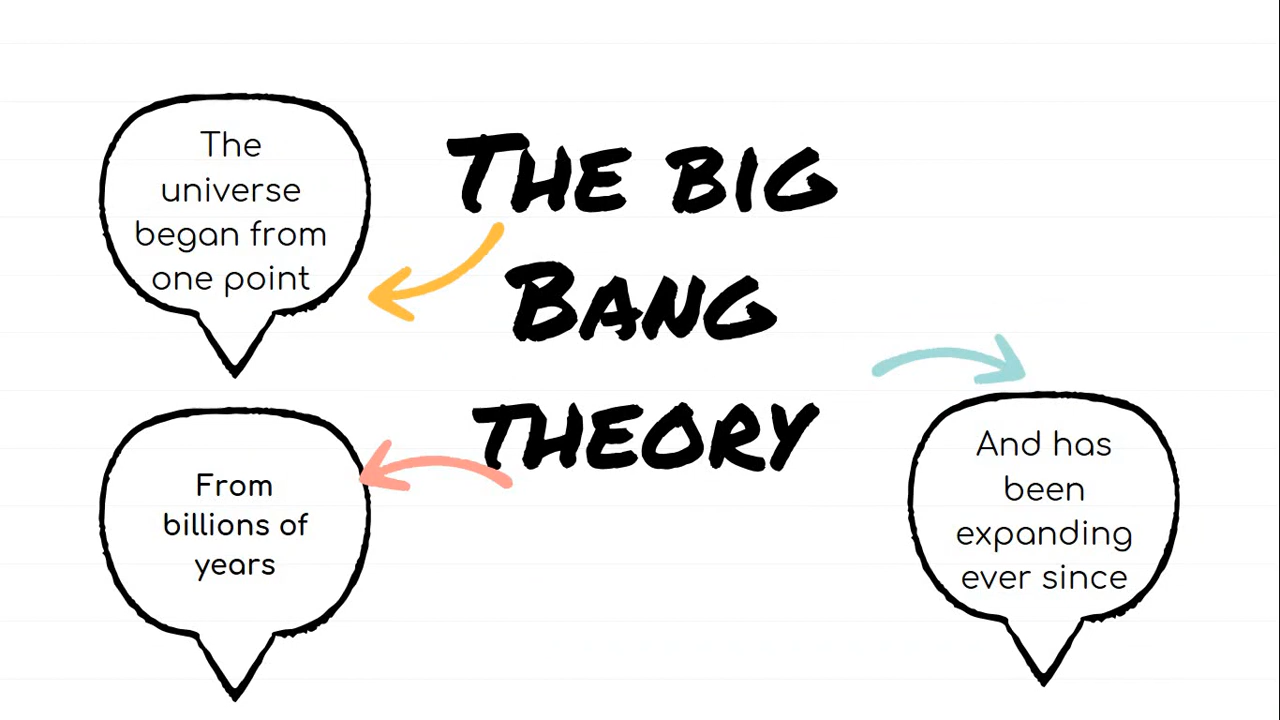 The
universe
began from
one point
THE BIG
BANG
THEORY
From
billions of
years
And has
been
expanding
ever since